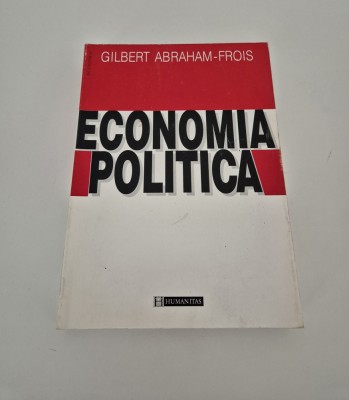 GILBERT ABRAHAM-FROIS
ECONOMIA
POLITICA
HUMANITAS